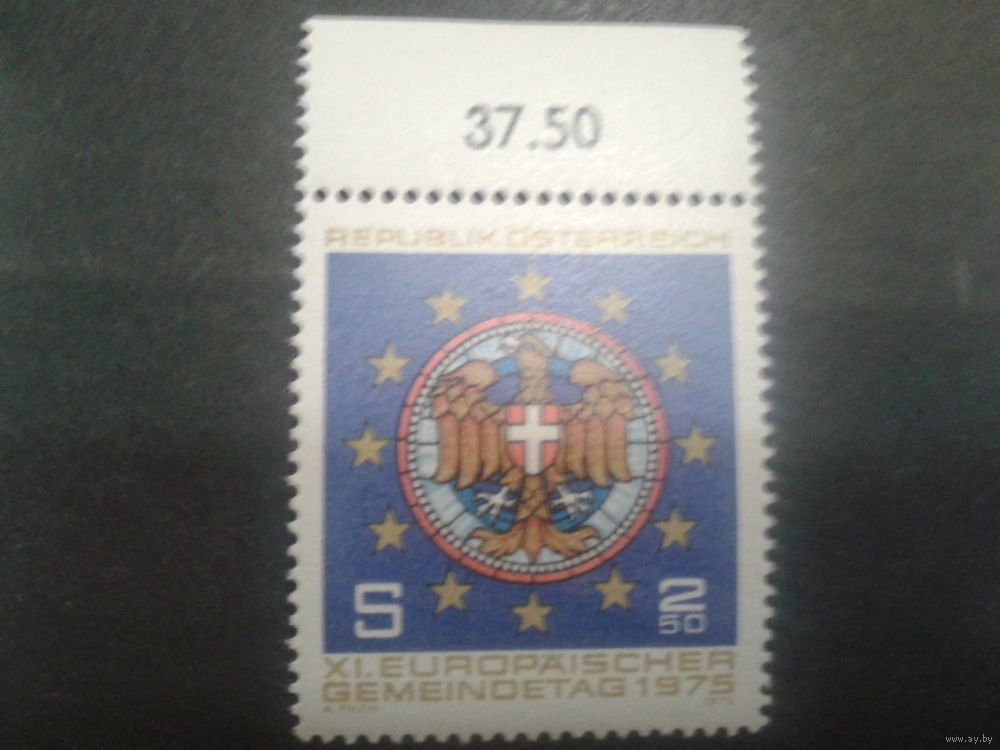 37.50
REPUBLIK ÖSTERREICH
S 2
50
XI. EUROPÄISCHER
GEMEINDETAG 1975
www.ay.by